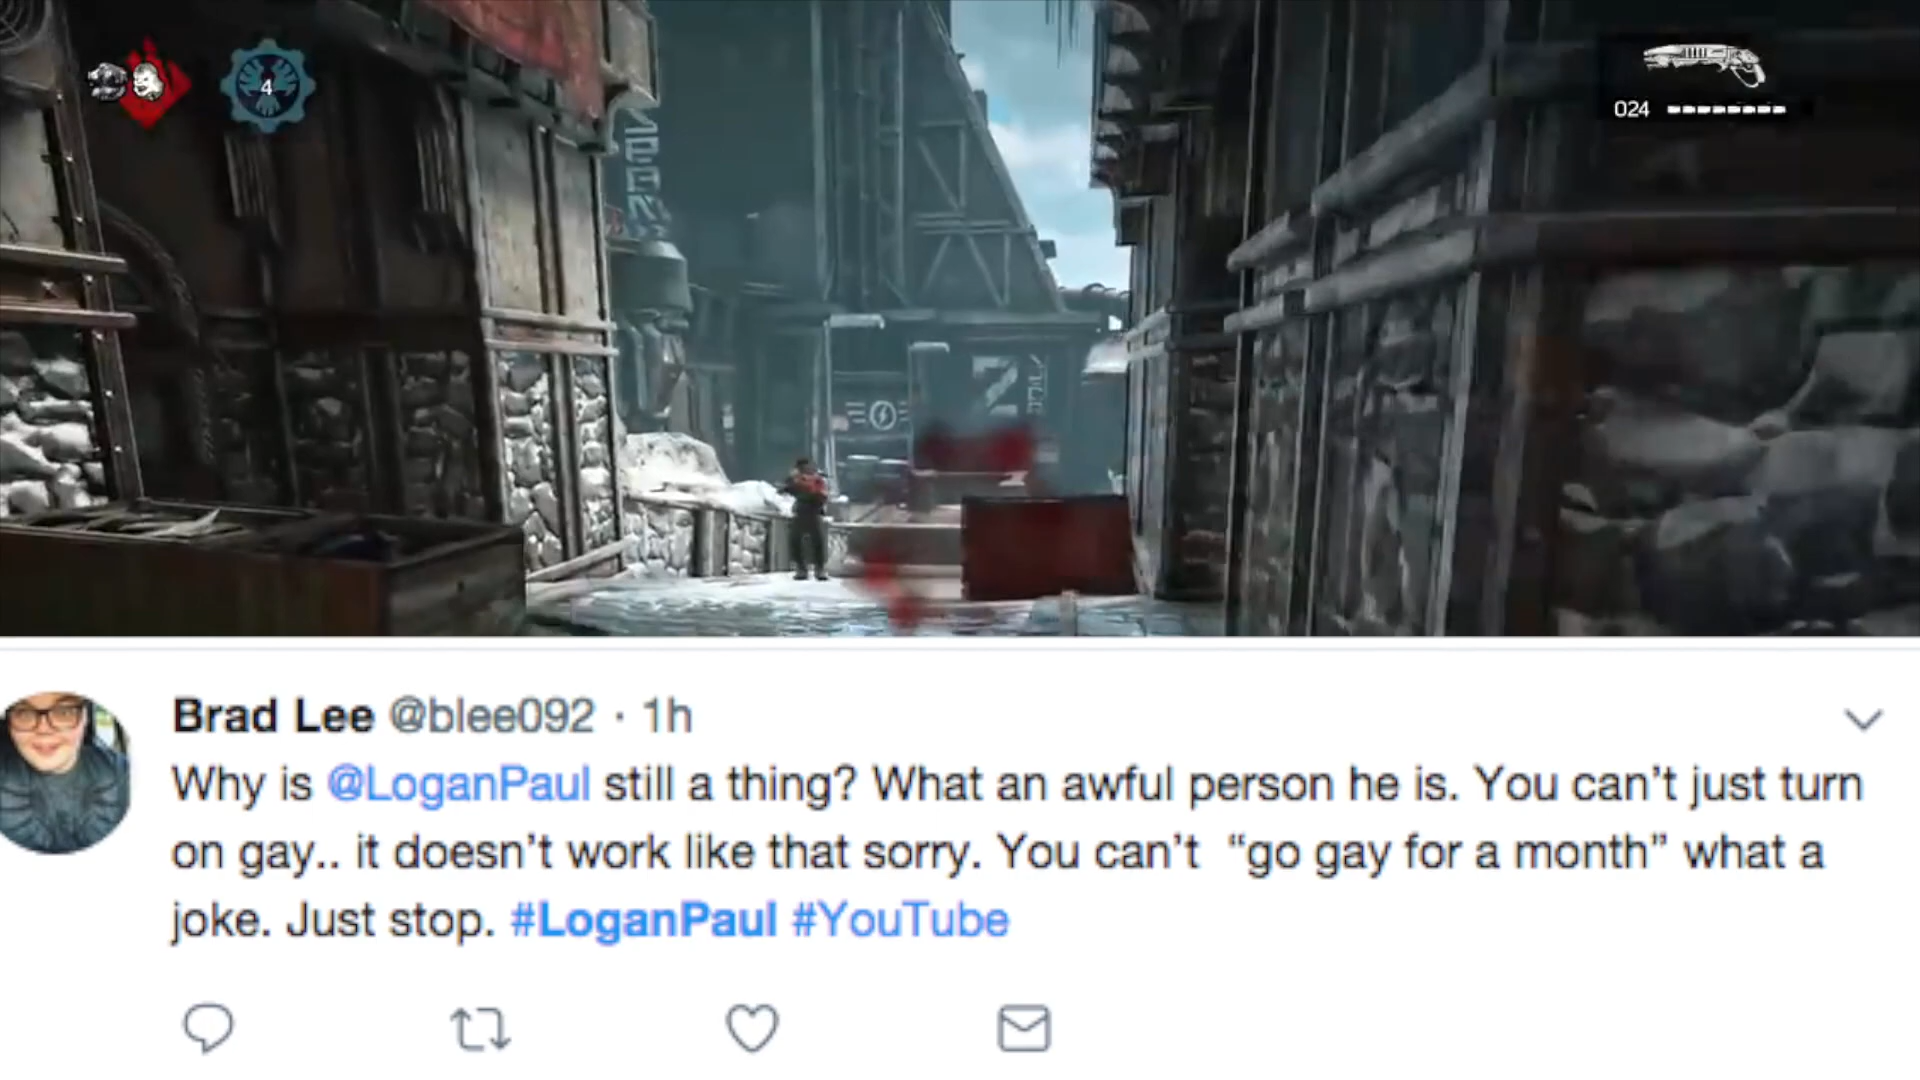 4
024
Brad Lee @blee092 · 1h
Why is @LoganPaul still a thing? What an awful person he is. You can’t just turn
on gay.. it doesn’t work like that sorry. You can’t “go gay for a month” what a
joke. Just stop. #LoganPaul #YouTube